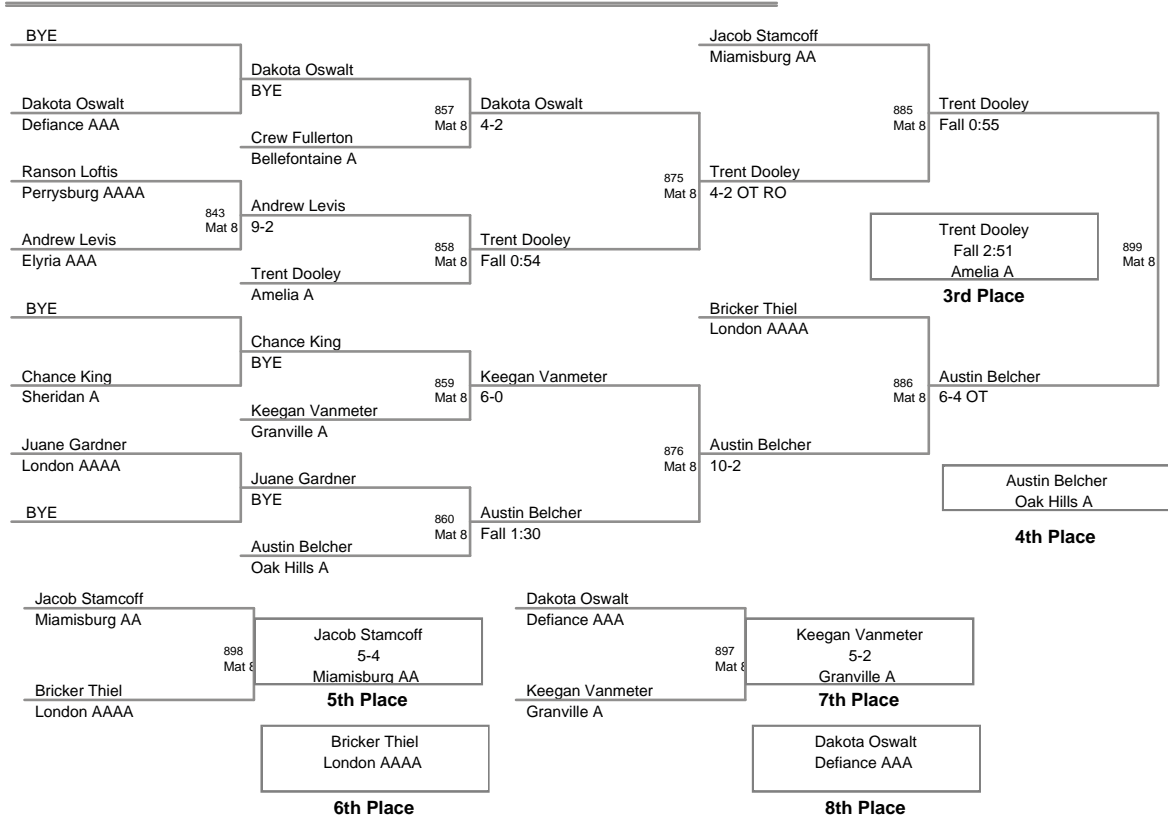 BYE
Dakota Oswalt
Defiance AAA
Ranson Loftis
Perrysburg AAAA
Andrew Levis
Elyria AAA
BYE
Chance King
Sheridan A
Juane Gardner
London AAAA
BYE
843
Mat 8
Dakota Oswalt
BYE
Crew Fullerton
Bellefontaine A
Andrew Levis
9-2
Trent Dooley
Amelia A
Chance King
BYE
Keegan Vanmeter
Granville A
Juane Gardner
BYE
Austin Belcher
Oak Hills A
857
Mat 8
858
Mat 8
859
Mat 8
860
Mat 8
Dakota Oswalt
4-2
Trent Dooley
Fall 0:54
Keegan Vanmeter
6-0
Austin Belcher
Fall 1:30
875
Mat 8
876
Mat 8
Jacob Stamcoff
Miamisburg AA
Trent Dooley
4-2 OT RO
Bricker Thiel
London AAAA
Austin Belcher
10-2
885
Mat 8
886
Mat 8
Trent Dooley
Fall 0:55
Austin Belcher
6-4 OT
899
Mat 8
Trent Dooley
Fall 2:51
Amelia A
3rd Place
Austin Belcher
Oak Hills A
4th Place
Jacob Stamcoff
Miamisburg AA
Bricker Thiel
London AAAA
898
Mat 8
Jacob Stamcoff
5-4
Miamisburg AA
5th Place
Bricker Thiel
London AAAA
6th Place
Dakota Oswalt
Defiance AAA
Keegan Vanmeter
Granville A
897
Mat 8
Keegan Vanmeter
5-2
Granville A
7th Place
Dakota Oswalt
Defiance AAA
8th Place